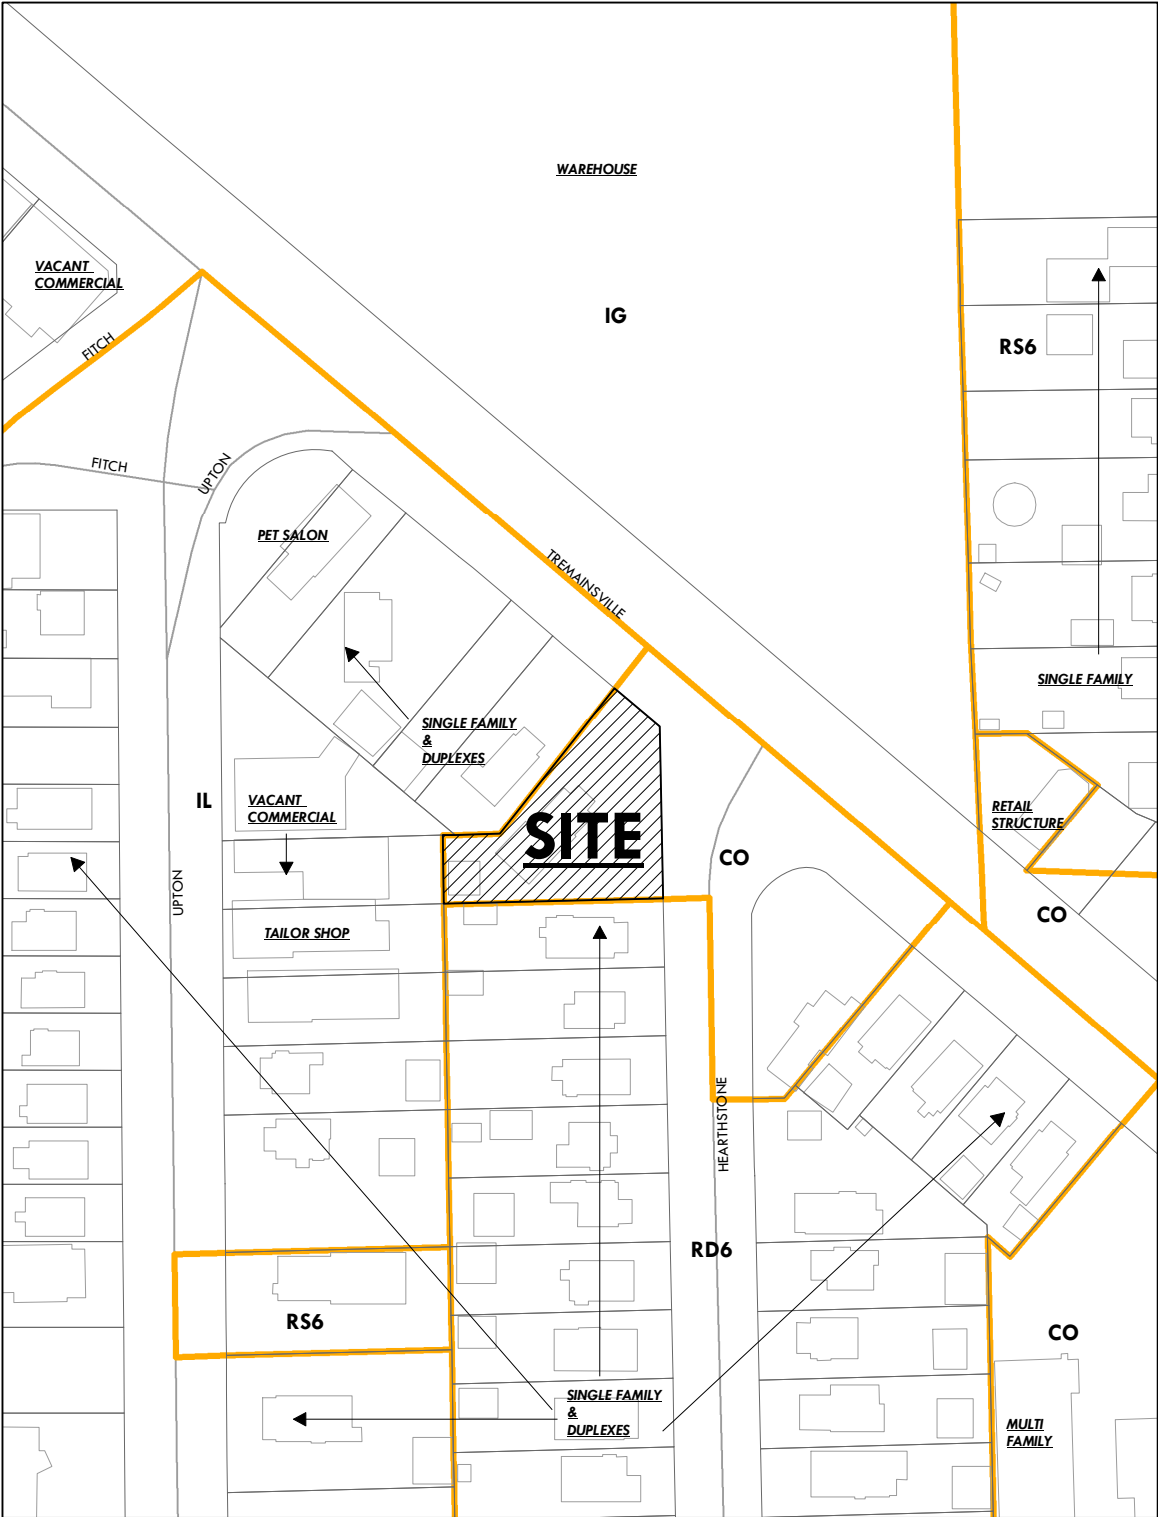 WAREHOUSE
VACANT
COMMERCIAL
IG
FITCH
RS6
FITCH
UPTON
PET SALON
TREMAINSVILLE
SINGLE FAMILY
SINGLE FAMILY
&
DUPLEXES
IL
VACANT
COMMERCIAL
RETAIL
STRUCTURE
SITE
CO
UPTON
CO
TAILOR SHOP
HEARTHSTONE
RD6
RS6
CO
SINGLE FAMILY
&
DUPLEXES
MULTI
FAMILY